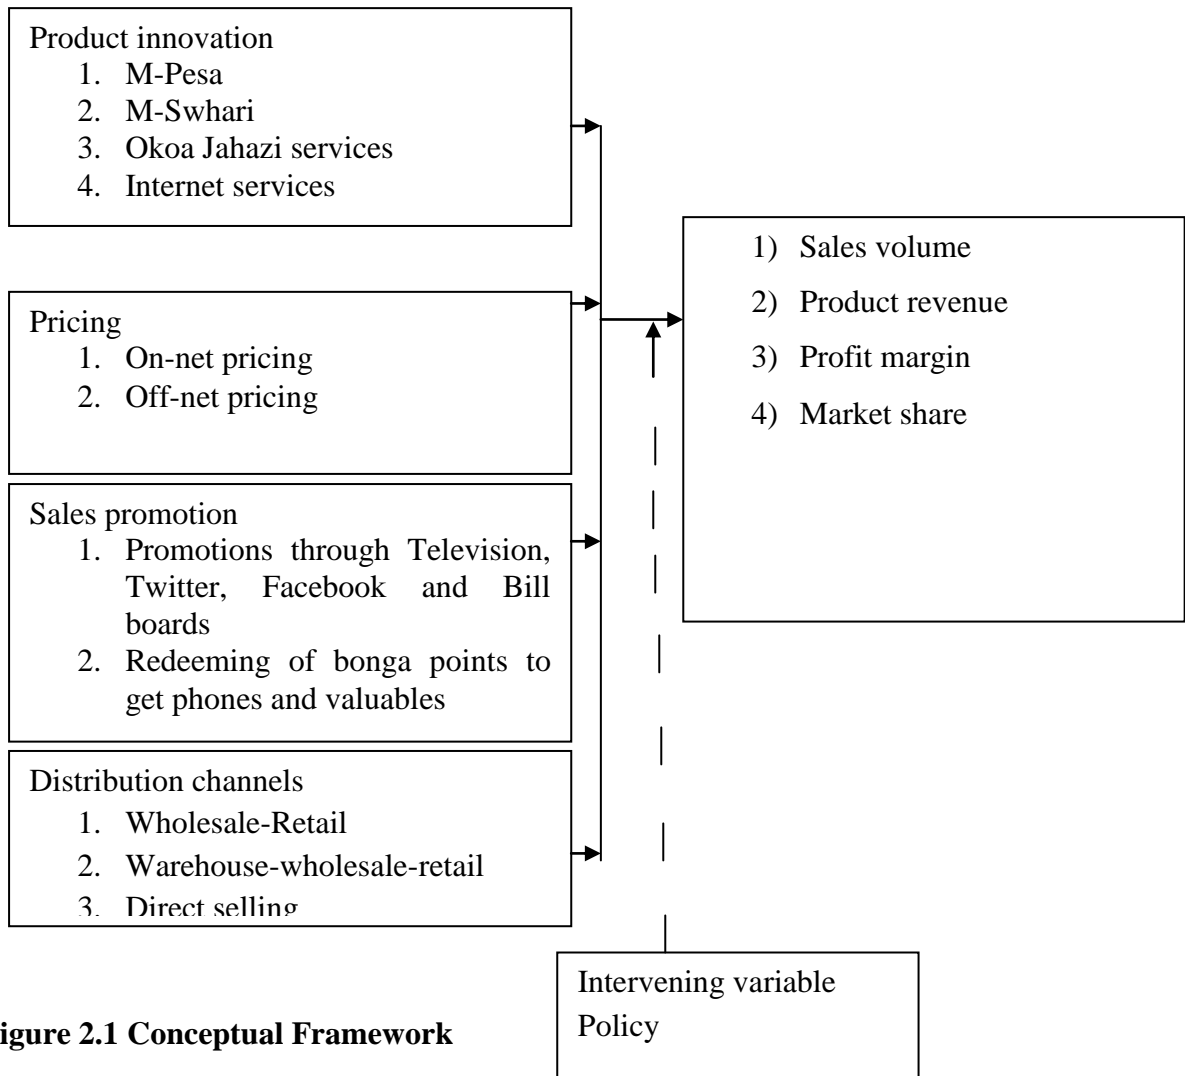 Product innovation
1. M-Pesa
2. M-Swhari
3. Okoa Jahazi services
4. Internet services
Pricing
1. On-net pricing
2. Off-net pricing
Sales promotion
1. Promotions through Television,
Twitter, Facebook and Bill
boards
2. Redeeming of bonga points to
get phones and valuables
Distribution channels
1. Wholesale-Retail
2. Warehouse-wholesale-retail
3. Direct selling
1) Sales volume
2) Product revenue
3) Profit margin
4) Market share
Intervening variable
Policy
igure 2.1 Conceptual Framework